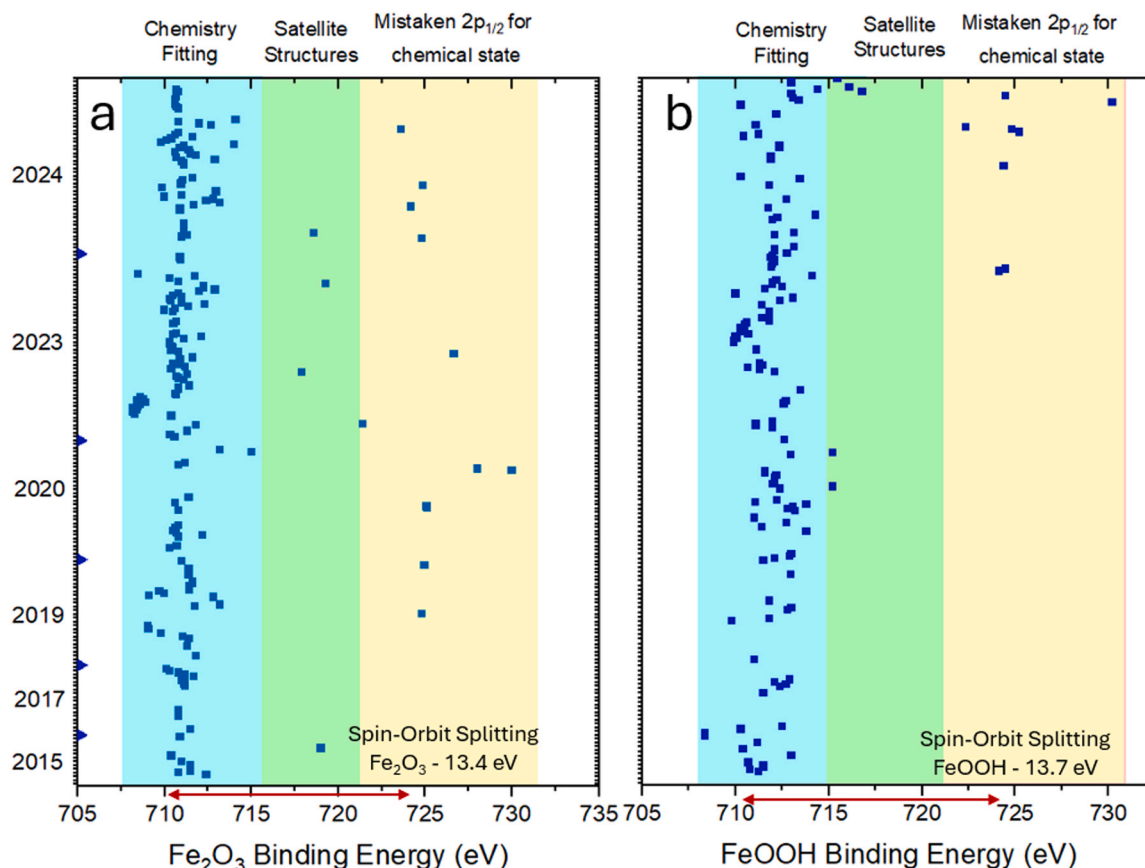 Chemistry
Fitting
Satellite
Structures
Mistaken 2p1/2 for
chemical state
Chemistry
Fitting
Satellite
Structures
Mistaken 2p1/2 for
chemical state
a
b
2024
2023
2020
2019
2017
2015
Spin-Orbit Splitting
Fe2O3 - 13.4 eV
Spin-Orbit Splitting
FeOOH - 13.7 eV
705 710 715 720 725 730 735
705 710 715 720 725 730
Fe2O3 Binding Energy (eV)
FeOOH Binding Energy (eV)